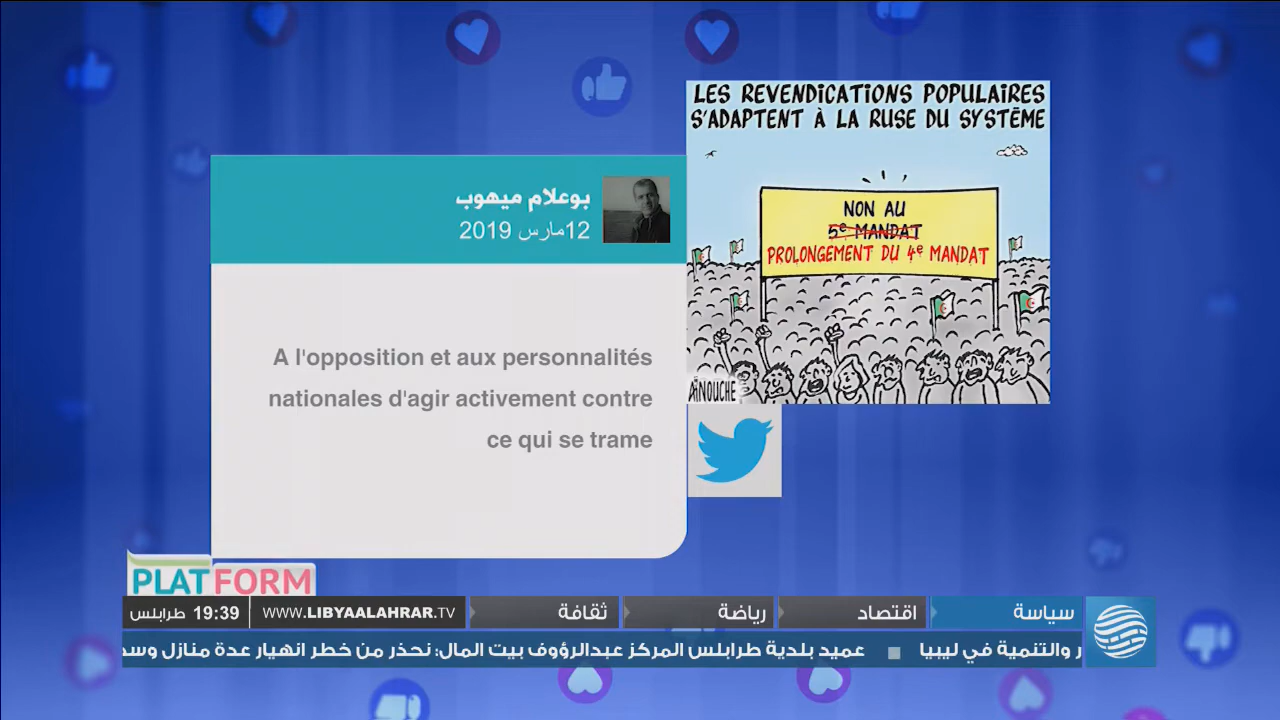 LES REVENDICATIONS POPULAIRES
S'ADAPTENT À LA RUSE DU SYSTÈME
NON AU
5e MANDAT
PROLONGEMENT DU 4e MANDAT
AÏNOUCHE
بوعلام ميهوب
12مارس 2019
A l'opposition et aux personnalités
nationales d'agir activement contre
ce qui se trame
PLATFORM
سياسة
اقتصاد
رياضة
ثقافة
WWW.LIBYAALAHRAR.TV
19:39 طرابلس
ر والتنمية في ليبيا ■ عميد بلدية طرابلس المركز عبدالرؤوف بيت المال: نحذر من خطر انهيار عدة منازل وسط